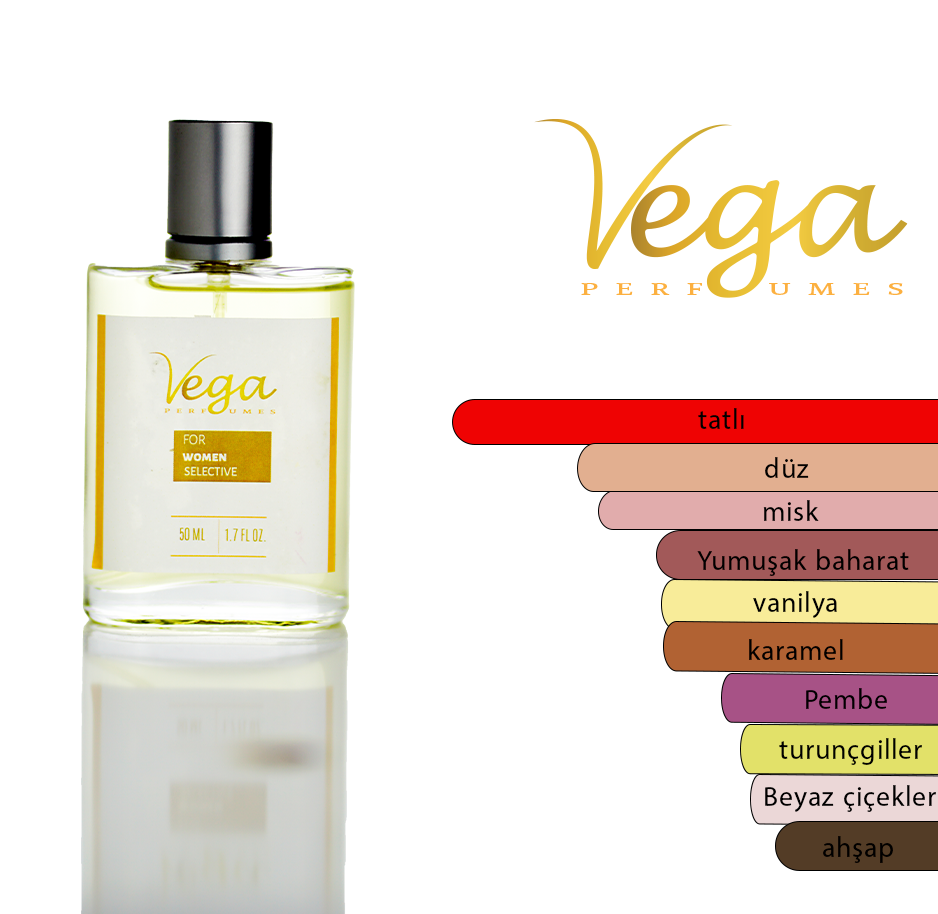 Vega
PERFUMES
Vega
PERFUMES
FOR
WOMEN
SELECTIVE
50 ML
1.7 FL OZ.
tatlı
düz
misk
Yumuşak baharat
vanilya
karamel
Pembe
turunçgiller
Beyaz çiçekler
ahşap